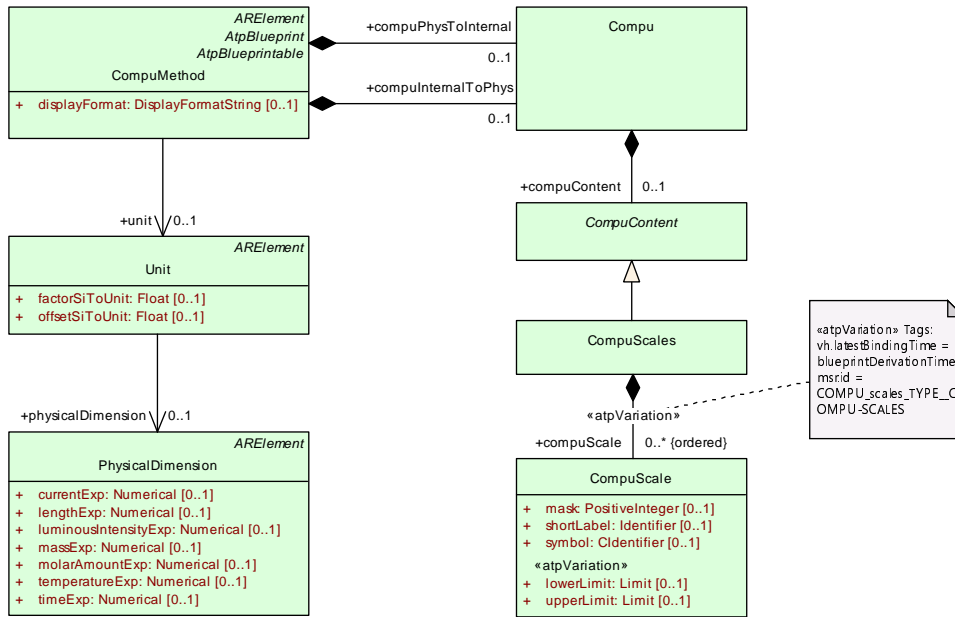 ARElement
AtpBlueprint
AtpBlueprintable
CompuMethod
+ displayFormat: DisplayFormatString [0..1]
+compuPhysToInternal
0..1
+compuInternalToPhys
0..1
Compu
+compuContent 0..1
CompuContent
+unit 0..1
ARElement
Unit
+ factorSiToUnit: Float [0..1]
+ offsetSiToUnit: Float [0..1]
CompuScales
«atpVariation» Tags:
vh.latestBindingTime =
blueprintDerivationTime
msr.id =
COMPU_scales_TYPE__C
OMPU-SCALES
«atpVariation»
+compuScale 0..* {ordered}
+physicalDimension 0..1
ARElement
PhysicalDimension
+ currentExp: Numerical [0..1]
+ lengthExp: Numerical [0..1]
+ luminousIntensityExp: Numerical [0..1]
+ massExp: Numerical [0..1]
+ molarAmountExp: Numerical [0..1]
+ temperatureExp: Numerical [0..1]
+ timeExp: Numerical [0..1]
CompuScale
+ mask: PositiveInteger [0..1]
+ shortLabel: Identifier [0..1]
+ symbol: CIdentifier [0..1]
«atpVariation»
+ lowerLimit: Limit [0..1]
+ upperLimit: Limit [0..1]